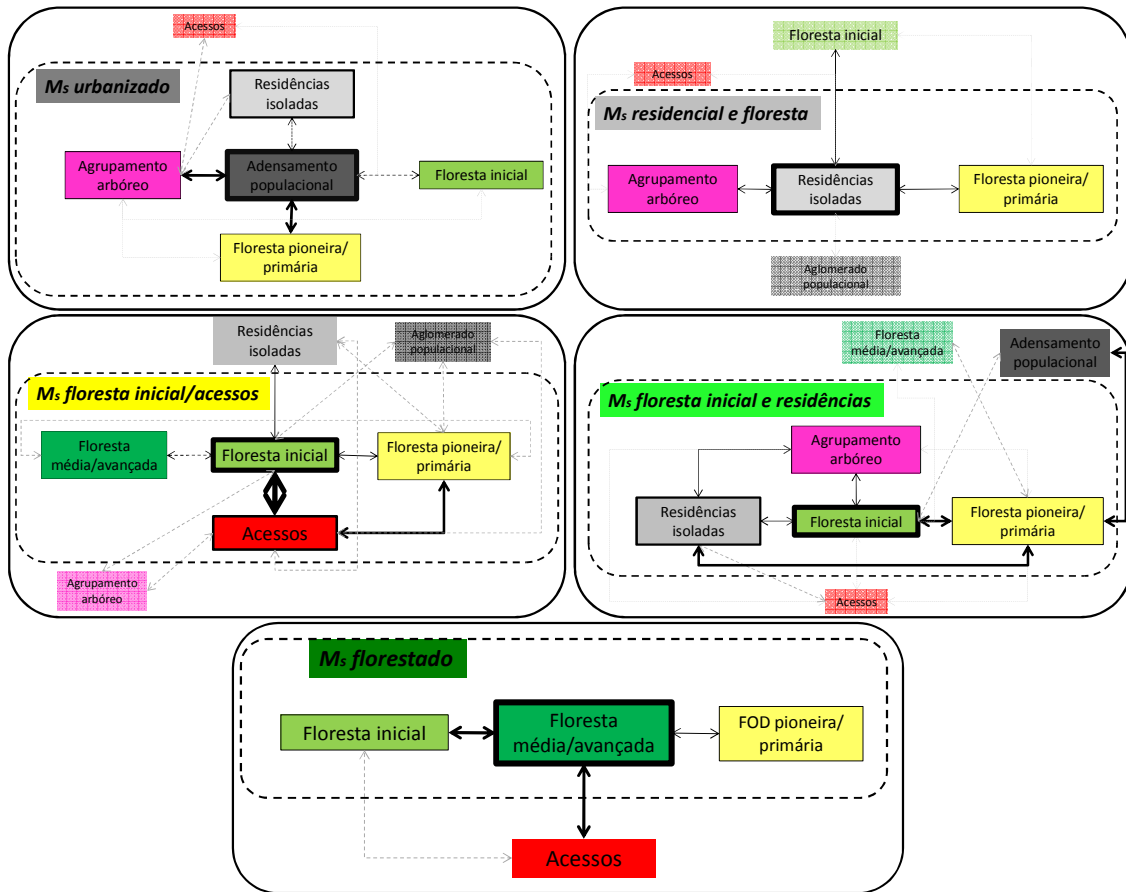 Acessos
Ms urbanizado
Residências
isoladas
Agrupamento
arbóreo
Adensamento
populacional
Floresta inicial
Floresta pioneira/
primária
Floresta inicial
Acessos
Ms residencial e floresta
Agrupamento
arbóreo
Residências
isoladas
Floresta pioneira/
primária
Aglomerado
populacional
Residências
isoladas
Aglomerado
populacional
Ms floresta inicial/acessos
Floresta
média/avançada
Floresta inicial
Floresta pioneira/
primária
Acessos
Agrupamento
arbóreo
Floresta
média/avançada
Adensamento
populacional
Ms floresta inicial e residências
Agrupamento
arbóreo
Residências
isoladas
Floresta inicial
Floresta pioneira/
primária
Acessos
Ms florestado
Floresta inicial
Floresta
média/avançada
FOD pioneira/
primária
Acessos